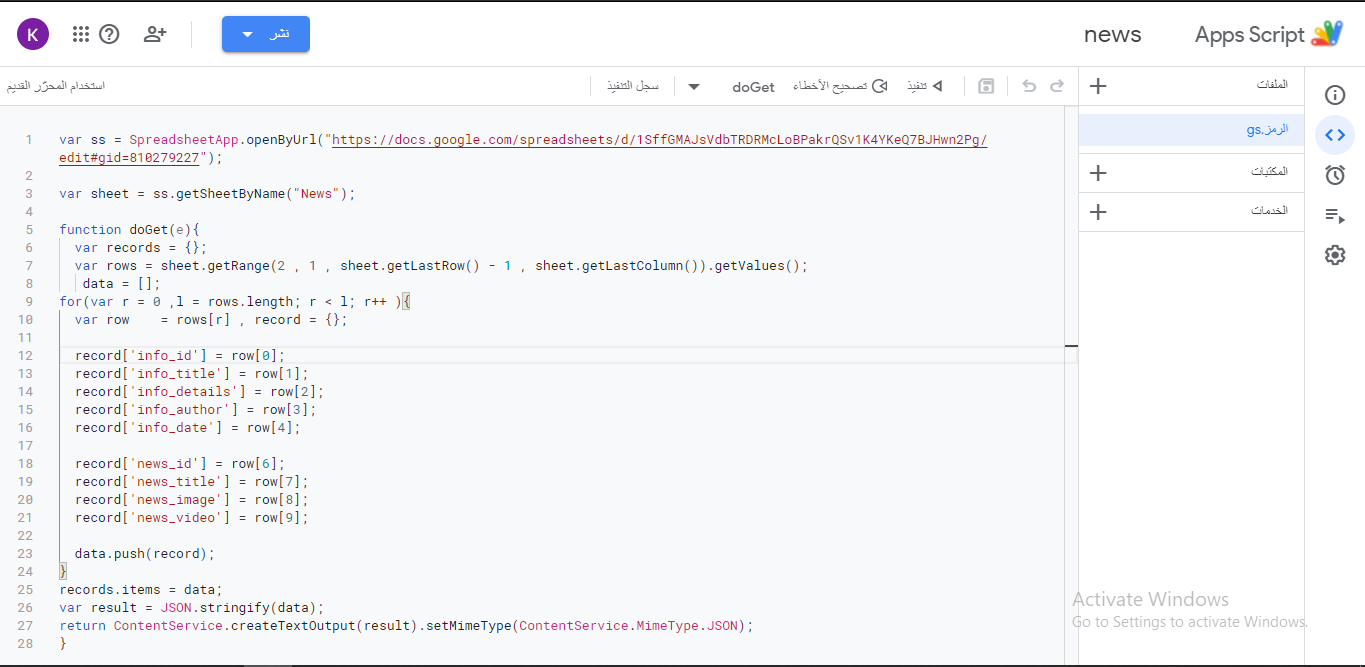 K
نشر
news
Apps Script
استخدام المحرّر القديم
سجل التنفيذ
doGet
تصحيح الأخطاء
تنفيذ
الملفات
الرمز.gs
المكتبات
الخدمات
1 var ss = SpreadsheetApp.openByUrl("https://docs.google.com/spreadsheets/d/1SffGMAJsVdbTRDRMcLoBPakrQSv1K4YKeQ7BJHwn2Pg/
edit#gid=810279227");
2
3 var sheet = ss.getSheetByName("News");
4
5 function doGet(e){
6 var records = {};
7 var rows = sheet.getRange(2 , 1 , sheet.getLastRow() - 1 , sheet.getLastColumn()).getValues();
8 data = [];
9 for(var r = 0 ,l = rows.length; r < l; r++ ){
10 var row    = rows[r] , record = {};
11
12 record['info_id'] = row[0];
13 record['info_title'] = row[1];
14 record['info_details'] = row[2];
15 record['info_author'] = row[3];
16 record['info_date'] = row[4];
17
18 record['news_id'] = row[6];
19 record['news_title'] = row[7];
20 record['news_image'] = row[8];
21 record['news_video'] = row[9];
22
23 data.push(record);
24 }
25 records.items = data;
26 var result = JSON.stringify(data);
27 return ContentService.createTextOutput(result).setMimeType(ContentService.MimeType.JSON);
28 }
Activate Windows
Go to Settings to activate Windows.